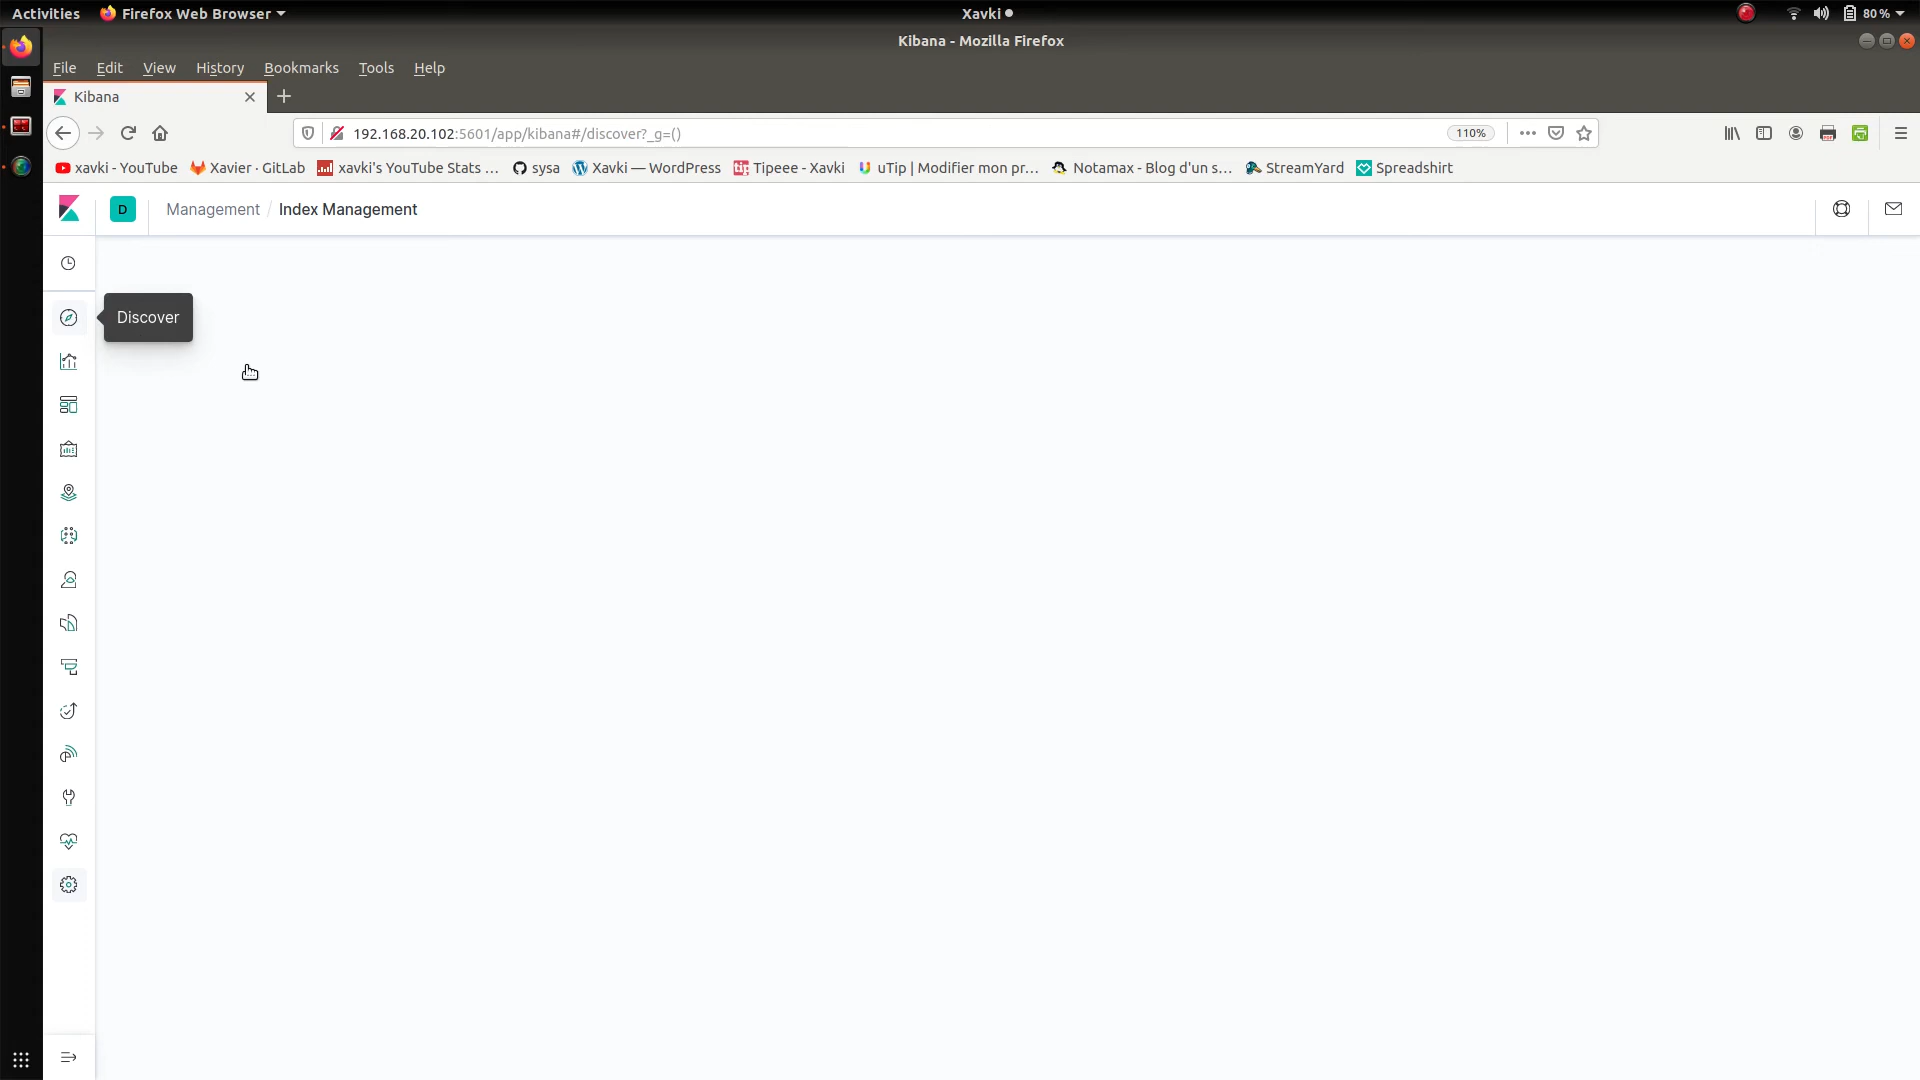 Activities Firefox Web Browser Xavki 80 %
Kibana - Mozilla Firefox
File Edit View History Bookmarks Tools Help
Kibana
192.168.20.102:5601/app/kibana#/discover?_g=() 110%
xavki - YouTube Xavier · GitLab xavki's YouTube Stats … sysa Xavki — WordPress Tipeee - Xavki uTip | Modifier mon pr… Notamax - Blog d'un s… StreamYard Spreadshirt
D Management / Index Management
Discover